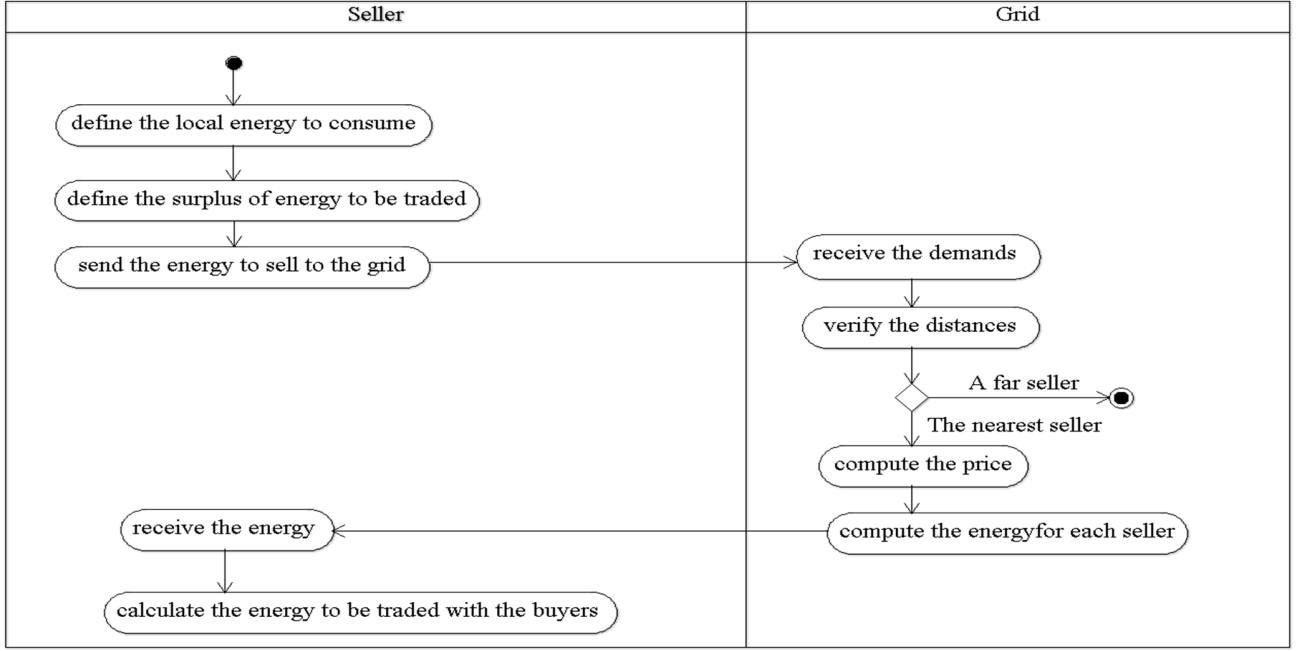 Seller
Grid
define the local energy to consume
define the surplus of energy to be traded
send the energy to sell to the grid
receive the demands
verify the distances
A far seller
The nearest seller
compute the price
compute the energyfor each seller
receive the energy
calculate the energy to be traded with the buyers